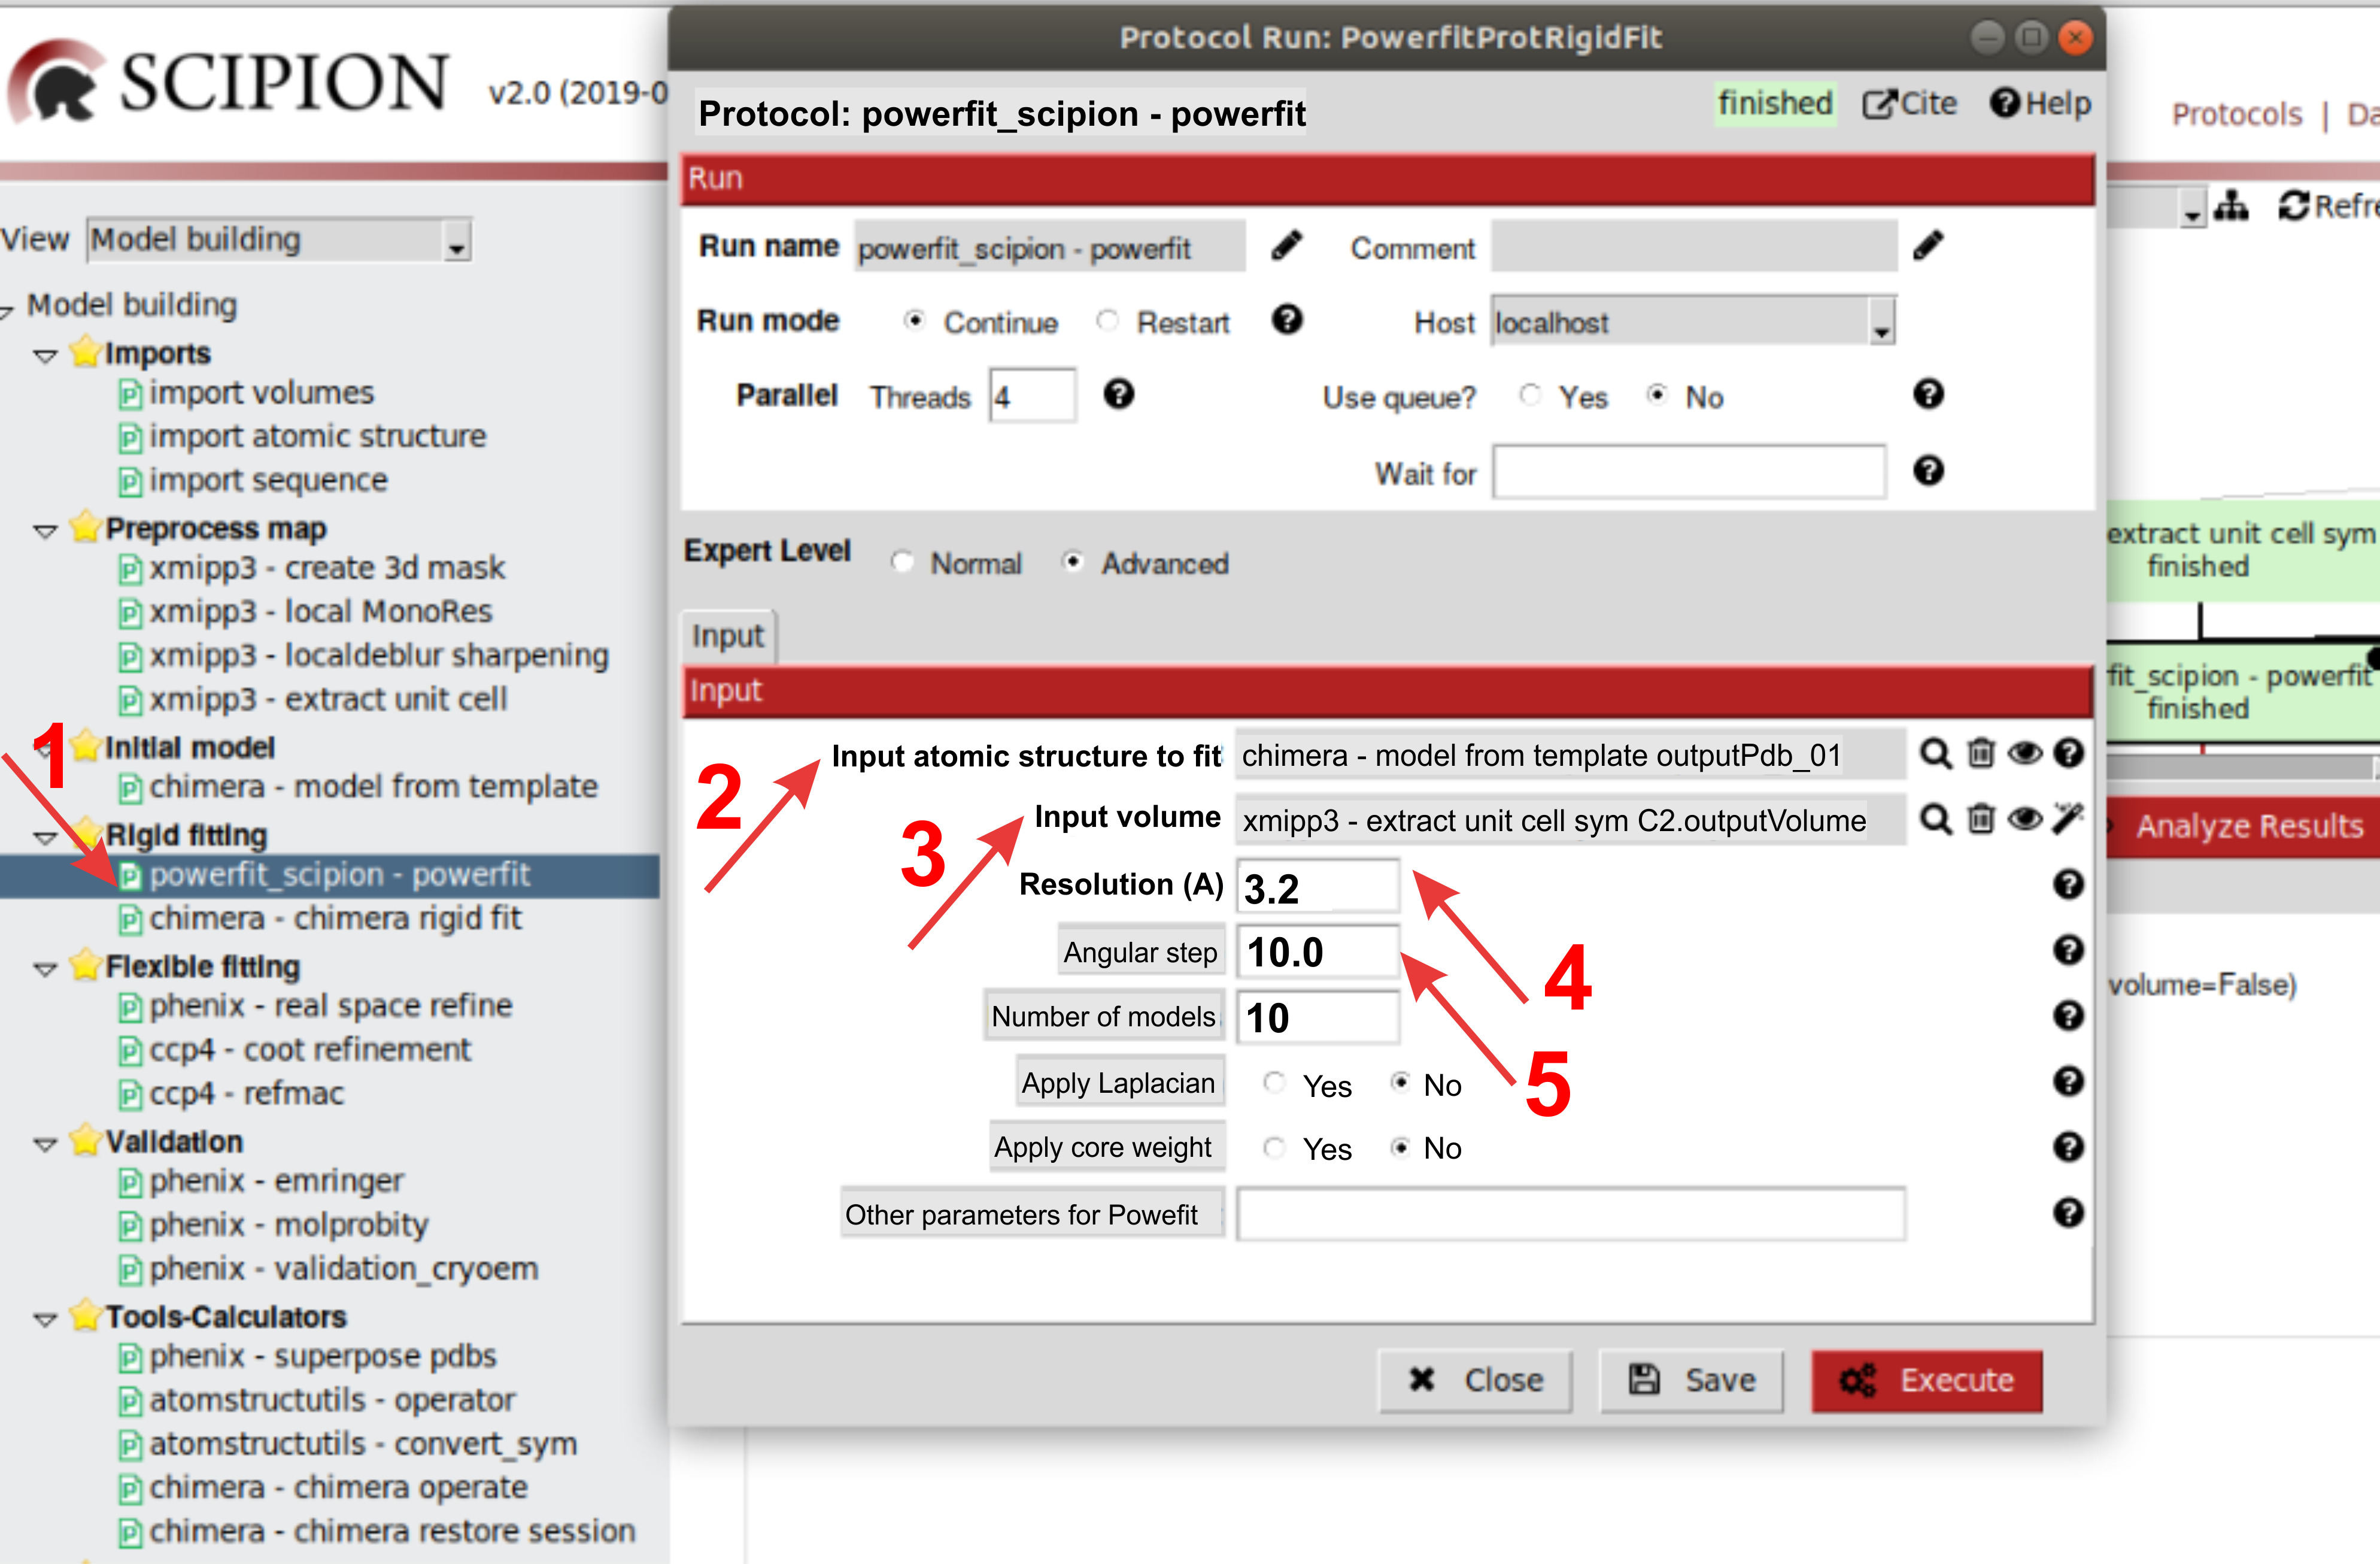 SCIPION v2.0 (2019-0
View Model building
Model building
Imports
import volumes
import atomic structure
import sequence
Preprocess map
xmipp3 - create 3d mask
xmipp3 - local MonoRes
xmipp3 - localdeblur sharpening
xmipp3 - extract unit cell
1
Initial model
chimera - model from template
Rigid fitting
powerfit_scipion - powerfit
chimera - chimera rigid fit
Flexible fitting
phenix - real space refine
ccp4 - coot refinement
ccp4 - refmac
Validation
phenix - emringer
phenix - molprobity
phenix - validation_cryoem
Tools-Calculators
phenix - superpose pdbs
atomstructutils - operator
atomstructutils - convert_sym
chimera - chimera operate
chimera - chimera restore session
Protocol Run: PowerfitProtRigidFit
Protocol: powerfit_scipion - powerfit finished Cite Help
Run
Run name powerfit_scipion - powerfit Comment
Run mode Continue Restart Host localhost
Parallel Threads 4 Use queue? Yes No
Wait for
Expert Level Normal Advanced
Input
Input
2 Input atomic structure to fit chimera - model from template outputPdb_01
3 Input volume xmipp3 - extract unit cell sym C2.outputVolume
Resolution (A) 3.2
Angular step 10.0 4
Number of models 10
Apply Laplacian Yes No 5
Apply core weight Yes No
Other parameters for Powefit
Close Save Execute
Protocols | Da
Refre
extract unit cell sym
finished
fit_scipion - powerfit
finished
Analyze Results
volume=False)